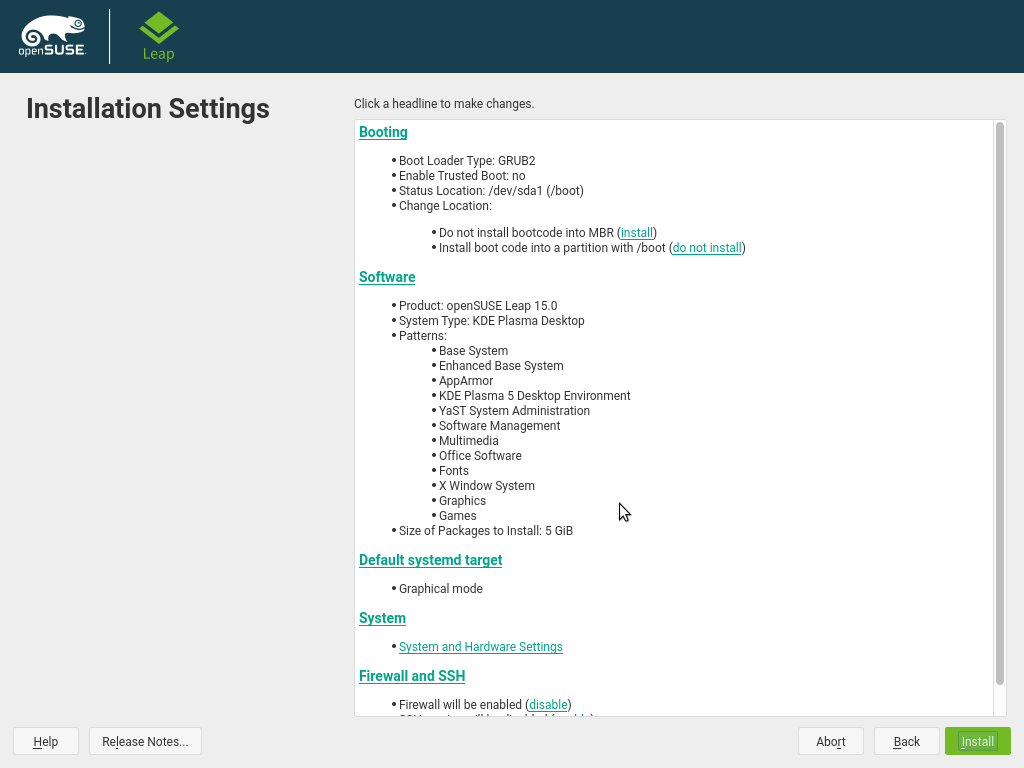 openSUSE
Leap
Installation Settings
Click a headline to make changes.
Booting
Boot Loader Type: GRUB2
Enable Trusted Boot: no
Status Location: /dev/sda1 (/boot)
Change Location:
Do not install bootcode into MBR (install)
Install boot code into a partition with /boot (do not install)
Software
Product: openSUSE Leap 15.0
System Type: KDE Plasma Desktop
Patterns:
Base System
Enhanced Base System
AppArmor
KDE Plasma 5 Desktop Environment
YaST System Administration
Software Management
Multimedia
Office Software
Fonts
X Window System
Graphics
Games
Size of Packages to Install: 5 GiB
Default systemd target
Graphical mode
System
System and Hardware Settings
Firewall and SSH
Firewall will be enabled (disable)
Help
Release Notes...
Abort
Back
Install